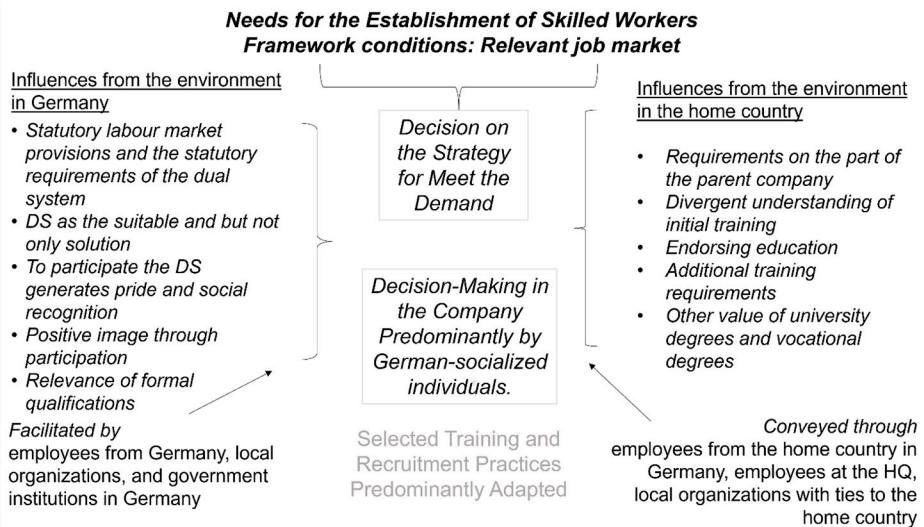 Needs for the Establishment of Skilled Workers
Framework conditions: Relevant job market
Influences from the environment
in Germany
• Statutory labour market
provisions and the statutory
requirements of the dual
system
• DS as the suitable and but not
only solution
• To participate the DS
generates pride and social
recognition
• Positive image through
participation
• Relevance of formal
qualifications
Facilitated by
employees from Germany, local
organizations, and government
institutions in Germany
Decision on
the Strategy
for Meet the
Demand
Decision-Making in
the Company
Predominantly by
German-socialized
individuals.
Selected Training and
Recruitment Practices
Predominantly Adapted
Influences from the environment
in the home country
• Requirements on the part of
the parent company
• Divergent understanding of
initial training
• Endorsing education
• Additional training
requirements
• Other value of university
degrees and vocational
degrees
Conveyed through
employees from the home country in
Germany, employees at the HQ,
local organizations with ties to the
home country